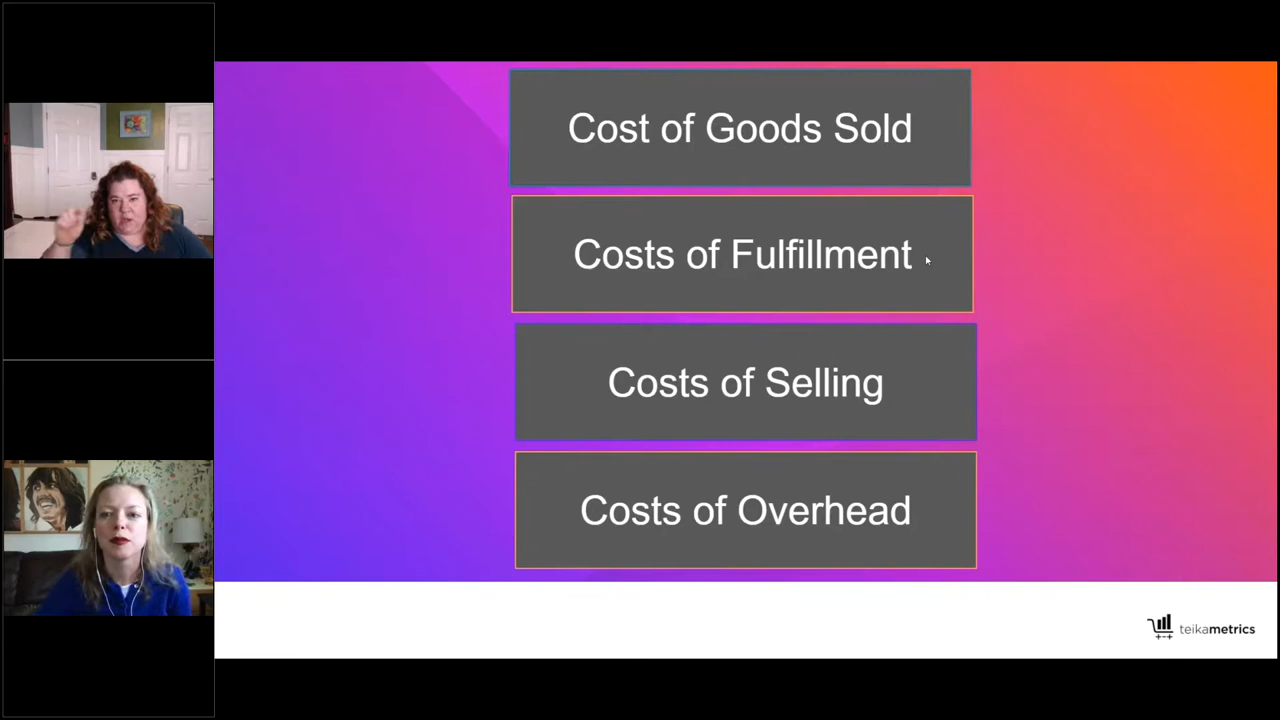 Cost of Goods Sold
Costs of Fulfillment
Costs of Selling
Costs of Overhead
teikametrics